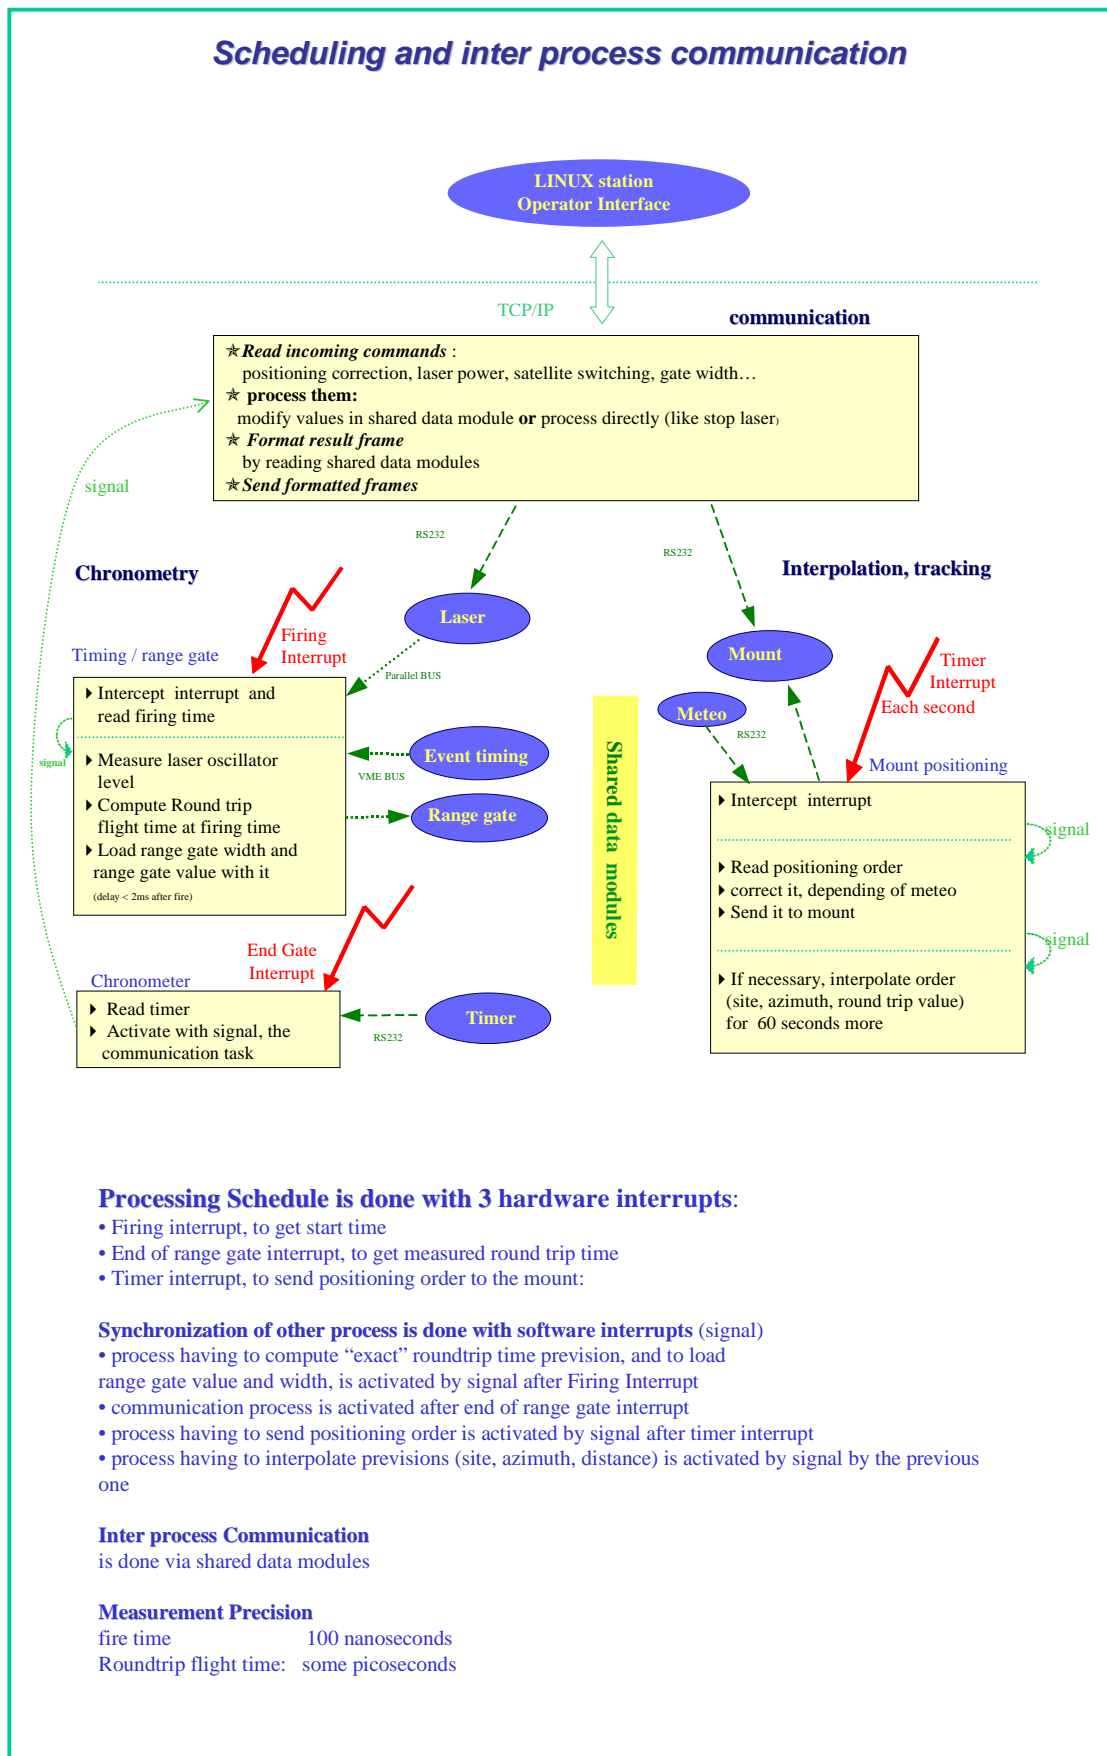 Scheduling and inter process communication
LINUX station
Operator Interface
TCP/IP
communication
✯Read incoming commands :
positioning correction, laser power, satellite switching, gate width…
✯ process them:
modify values in shared data module or process directly (like stop laser)
✯ Format result frame
by reading shared data modules
✯Send formatted frames
signal
RS232
RS232
Chronometry
Interpolation, tracking
Laser
Firing
Interrupt
Timing / range gate
Parallel BUS
Mount
Timer
Interrupt
Each second
Meteo
RS232
Mount positioning
Intercept interrupt and
read firing time
signal
Measure laser oscillator
level
Compute Round trip
flight time at firing time
Load range gate width and
range gate value with it
(delay < 2ms after fire)
Event timing
VME BUS
Range gate
Shared data modules
Intercept interrupt
signal
Read positioning order
correct it, depending of meteo
Send it to mount
signal
If necessary, interpolate order
(site, azimuth, round trip value)
for 60 seconds more
End Gate
Interrupt
Chronometer
Read timer
Activate with signal, the
communication task
Timer
RS232
Processing Schedule is done with 3 hardware interrupts:
• Firing interrupt, to get start time
• End of range gate interrupt, to get measured round trip time
• Timer interrupt, to send positioning order to the mount:
Synchronization of other process is done with software interrupts (signal)
• process having to compute “exact” roundtrip time prevision, and to load
range gate value and width, is activated by signal after Firing Interrupt
• communication process is activated after end of range gate interrupt
• process having to send positioning order is activated by signal after timer interrupt
• process having to interpolate previsions (site, azimuth, distance) is activated by signal by the previous
one
Inter process Communication
is done via shared data modules
Measurement Precision
fire time 100 nanoseconds
Roundtrip flight time: some picoseconds